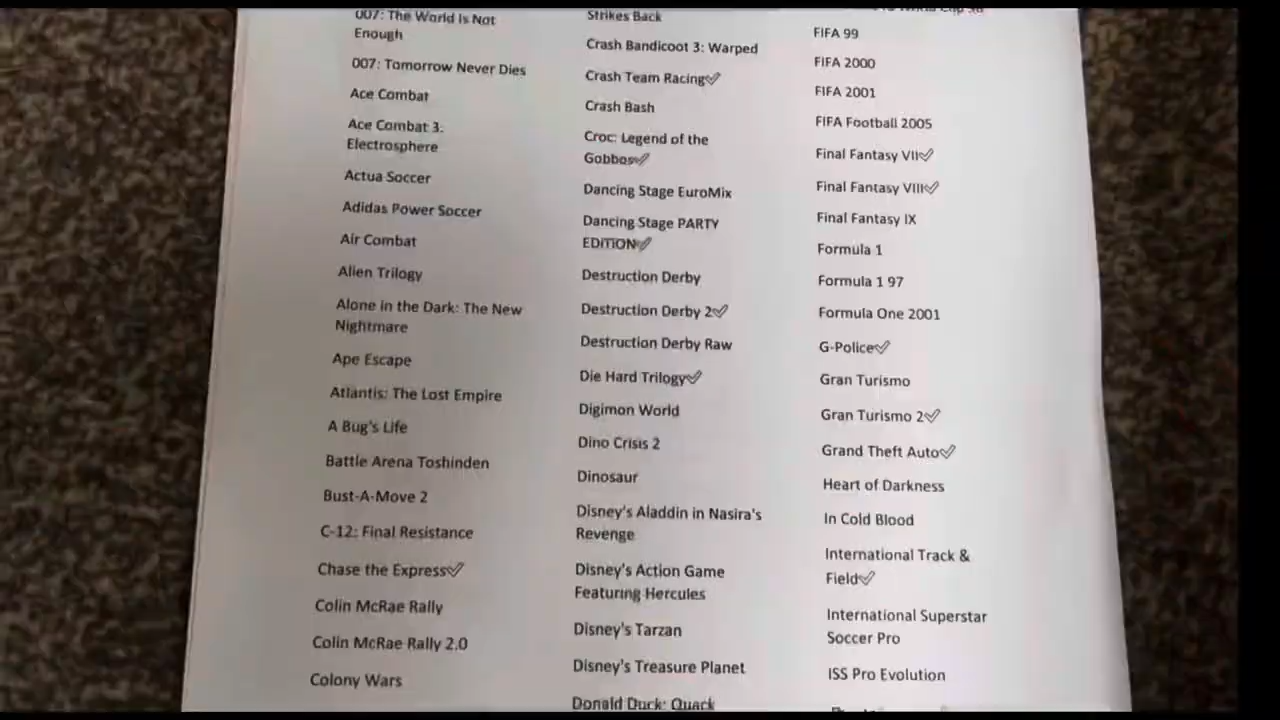 007: The World Is Not
Enough
007: Tomorrow Never Dies
Ace Combat
Ace Combat 3:
Electrosphere
Actua Soccer
Adidas Power Soccer
Air Combat
Alien Trilogy
Alone in the Dark: The New
Nightmare
Ape Escape
Atlantis: The Lost Empire
A Bug's Life
Battle Arena Toshinden
Bust-A-Move 2
C-12: Final Resistance
Chase the Express✓
Colin McRae Rally
Colin McRae Rally 2.0
Colony Wars
Strikes Back
Crash Bandicoot 3: Warped
Crash Team Racing✓
Crash Bash
Croc: Legend of the
Gobbos✓
Dancing Stage EuroMix
Dancing Stage PARTY
EDITION✓
Destruction Derby
Destruction Derby 2✓
Destruction Derby Raw
Die Hard Trilogy✓
Digimon World
Dino Crisis 2
Dinosaur
Disney's Aladdin in Nasira's
Revenge
Disney's Action Game
Featuring Hercules
Disney's Tarzan
Disney's Treasure Planet
Donald Duck: Quack
FIFA 99
FIFA 2000
FIFA 2001
FIFA Football 2005
Final Fantasy VII✓
Final Fantasy VIII✓
Final Fantasy IX
Formula 1
Formula 1 97
Formula One 2001
G-Police✓
Gran Turismo
Gran Turismo 2✓
Grand Theft Auto✓
Heart of Darkness
In Cold Blood
International Track &
Field✓
International Superstar
Soccer Pro
ISS Pro Evolution